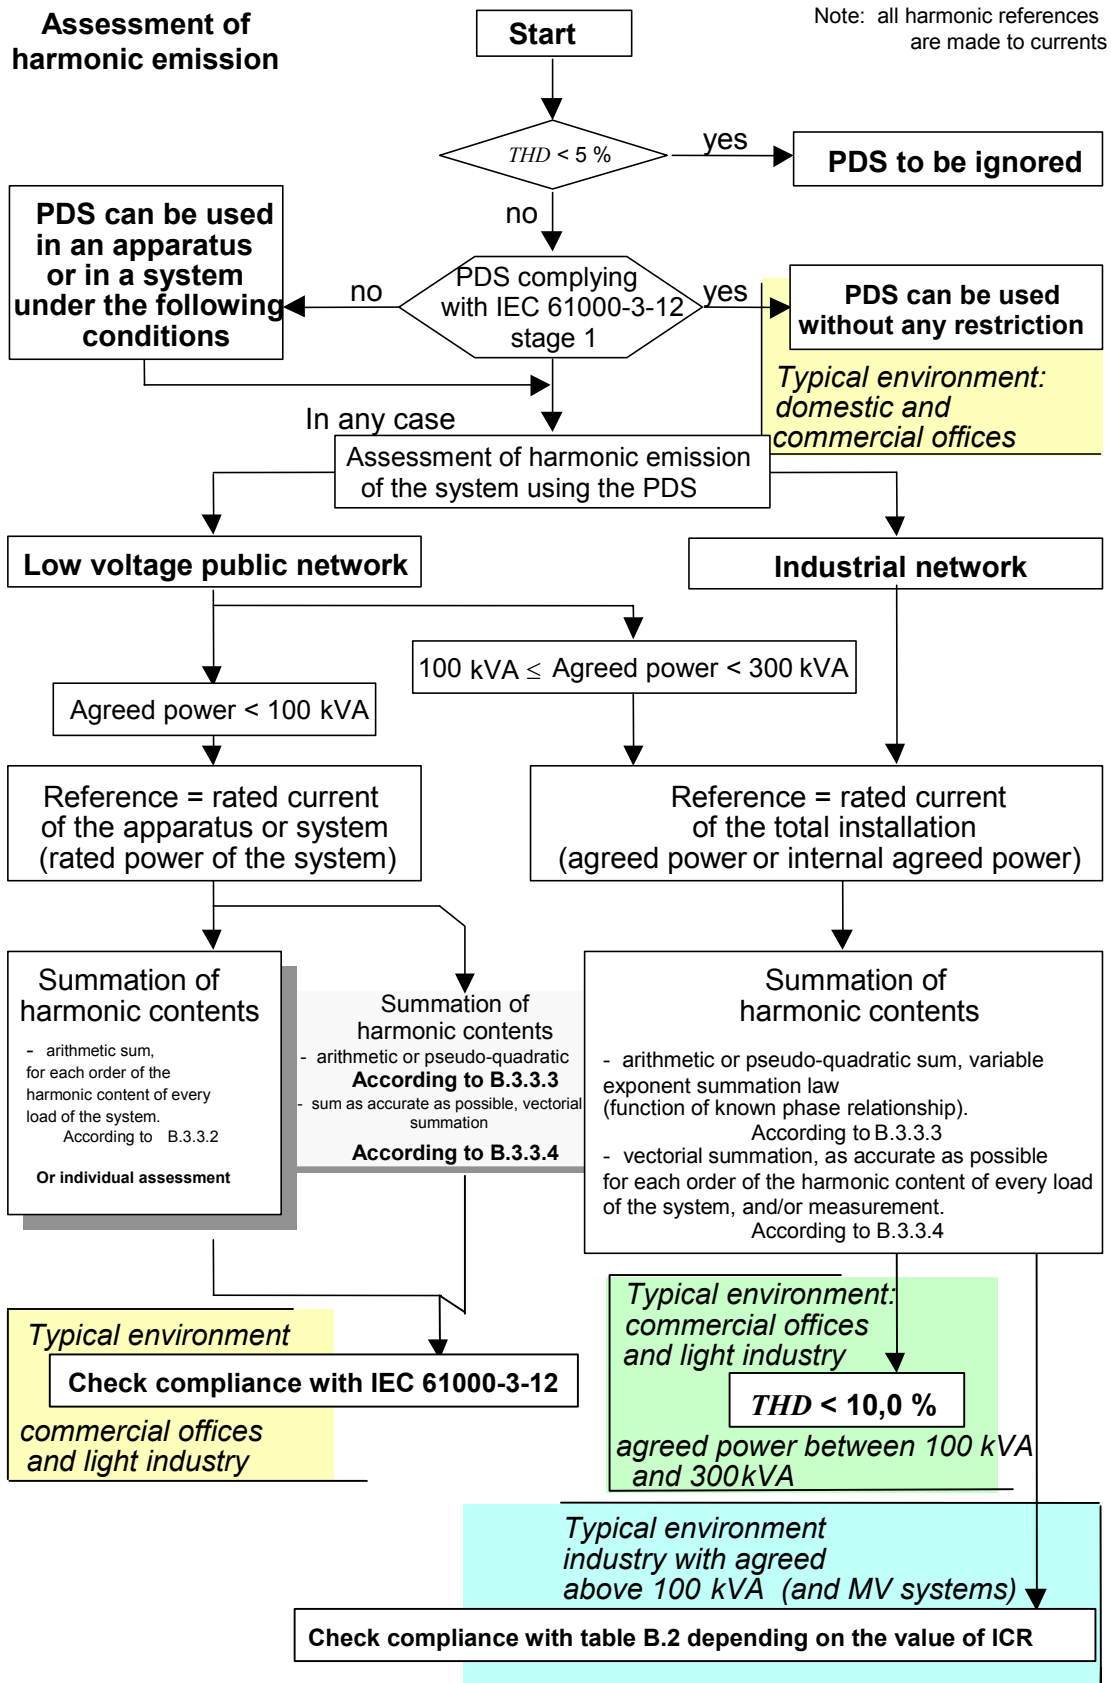 Assessment of
harmonic emission
Start
Note: all harmonic references
are made to currents
THD < 5 %
yes
PDS to be ignored
no
PDS can be used
in an apparatus
or in a system
under the following
conditions
no
PDS complying
with IEC 61000-3-12
stage 1
yes
PDS can be used
without any restriction
Typical environment:
domestic and
commercial offices
In any case
Assessment of harmonic emission
of the system using the PDS
Low voltage public network
Industrial network
100 kVA ≤ Agreed power < 300 kVA
Agreed power < 100 kVA
Reference = rated current
of the apparatus or system
(rated power of the system)
Reference = rated current
of the total installation
(agreed power or internal agreed power)
Summation of
harmonic contents
- arithmetic sum,
for each order of the
harmonic content of every
load of the system.
According to B.3.3.2
Or individual assessment
Summation of
harmonic contents
- arithmetic or pseudo-quadratic
According to B.3.3.3
- sum as accurate as possible, vectorial
summation
According to B.3.3.4
Summation of
harmonic contents
- arithmetic or pseudo-quadratic sum, variable
exponent summation law
(function of known phase relationship).
According to B.3.3.3
- vectorial summation, as accurate as possible
for each order of the harmonic content of every load
of the system, and/or measurement.
According to B.3.3.4
Typical environment
Check compliance with IEC 61000-3-12
commercial offices
and light industry
Typical environment:
commercial offices
and light industry
THD < 10,0 %
agreed power between 100 kVA
and 300kVA
Typical environment
industry with agreed
above 100 kVA (and MV systems)
Check compliance with table B.2 depending on the value of ICR